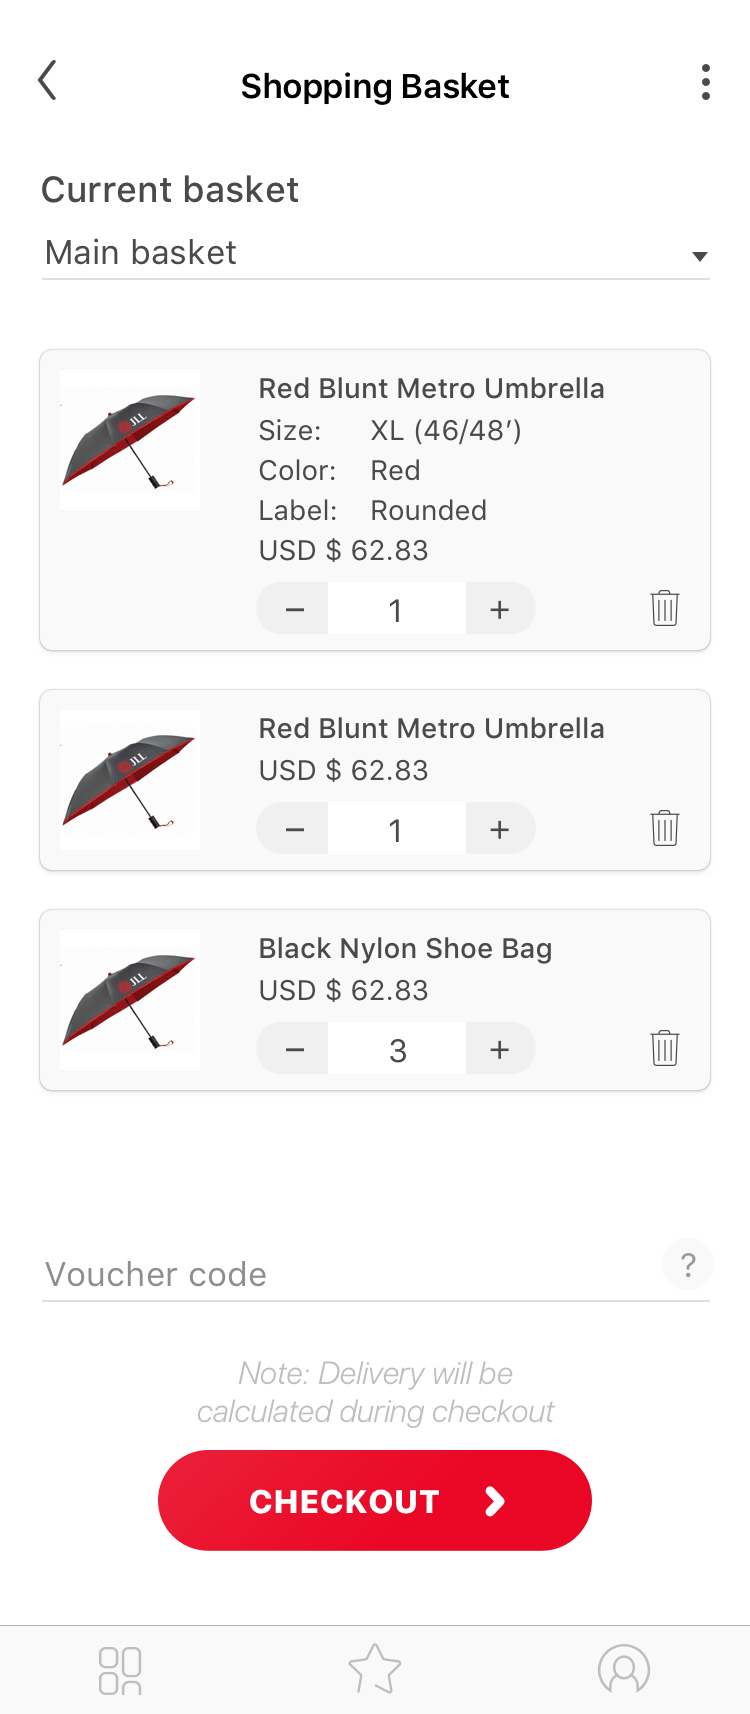 Shopping Basket
Current basket
Main basket
JLL
Red Blunt Metro Umbrella
Size: XL (46/48’)
Color: Red
Label: Rounded
USD $ 62.83
− 1 +
JLL
Red Blunt Metro Umbrella
USD $ 62.83
− 1 +
JLL
Black Nylon Shoe Bag
USD $ 62.83
− 3 +
Voucher code
?
Note: Delivery will be
calculated during checkout
CHECKOUT